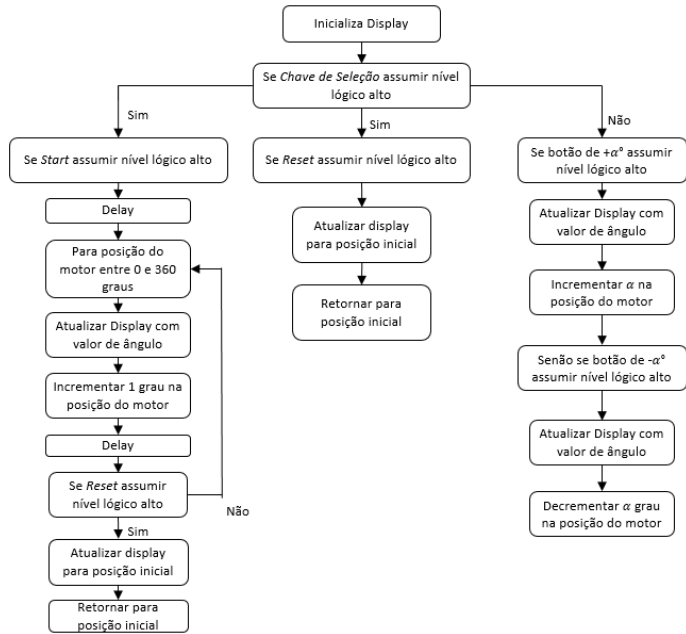 Inicializa Display
Se Chave de Seleção assumir nível
lógico alto
Sim
Sim
Não
Se Start assumir nível lógico alto
Delay
Para posição do
motor entre 0 e 360
graus
Atualizar Display com
valor de ângulo
Incrementar 1 grau na
posição do motor
Delay
Se Reset assumir
nível lógico alto
Não
Sim
Atualizar display
para posição inicial
Retornar para
posição inicial
Se Reset assumir nível lógico alto
Atualizar display
para posição inicial
Retornar para
posição inicial
Se botão de +α° assumir
nível lógico alto
Atualizar Display com
valor de ângulo
Incrementar α na
posição do motor
Senão se botão de -α°
assumir nível lógico alto
Atualizar Display com
valor de ângulo
Decrementar α grau
na posição do motor